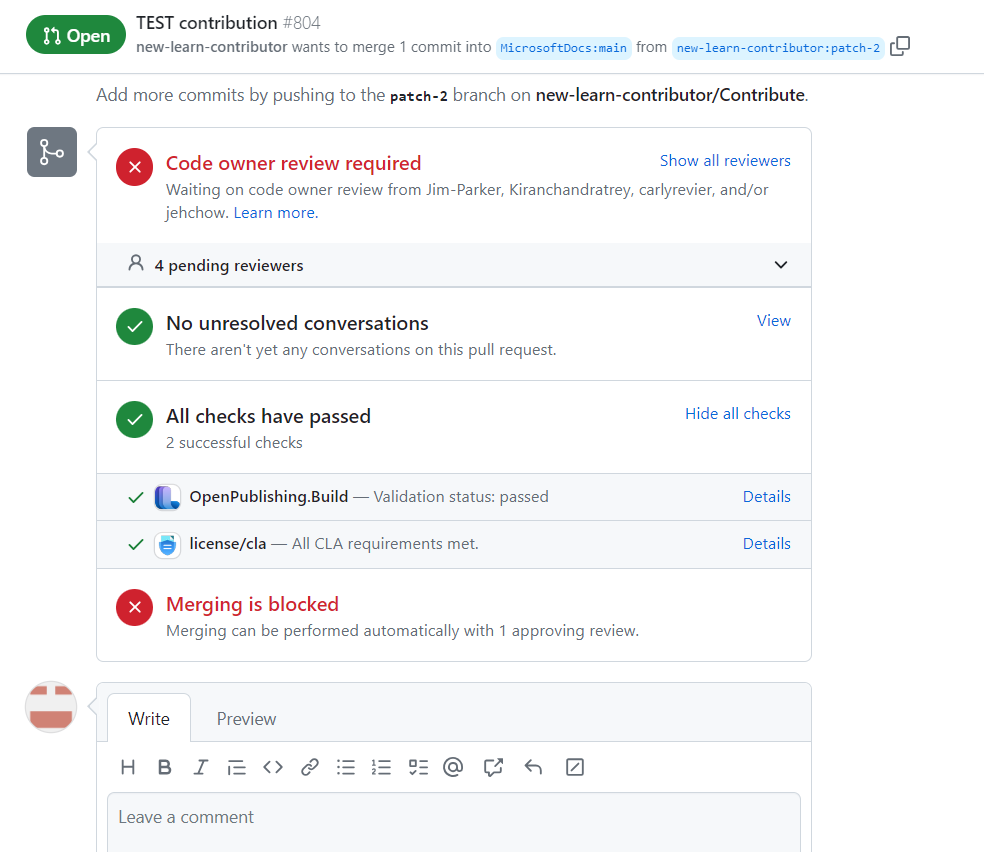 Open
TEST contribution #804
new-learn-contributor wants to merge 1 commit into MicrosoftDocs:main from new-learn-contributor:patch-2
Add more commits by pushing to the patch-2 branch on new-learn-contributor/Contribute.
Code owner review required
Show all reviewers
Waiting on code owner review from Jim-Parker, Kiranchandratrey, carlyrevier, and/or
jehchow. Learn more.
4 pending reviewers
No unresolved conversations
View
There aren't yet any conversations on this pull request.
All checks have passed
Hide all checks
2 successful checks
OpenPublishing.Build — Validation status: passed
Details
license/cla — All CLA requirements met.
Details
Merging is blocked
Merging can be performed automatically with 1 approving review.
Write
Preview
H B I
Leave a comment